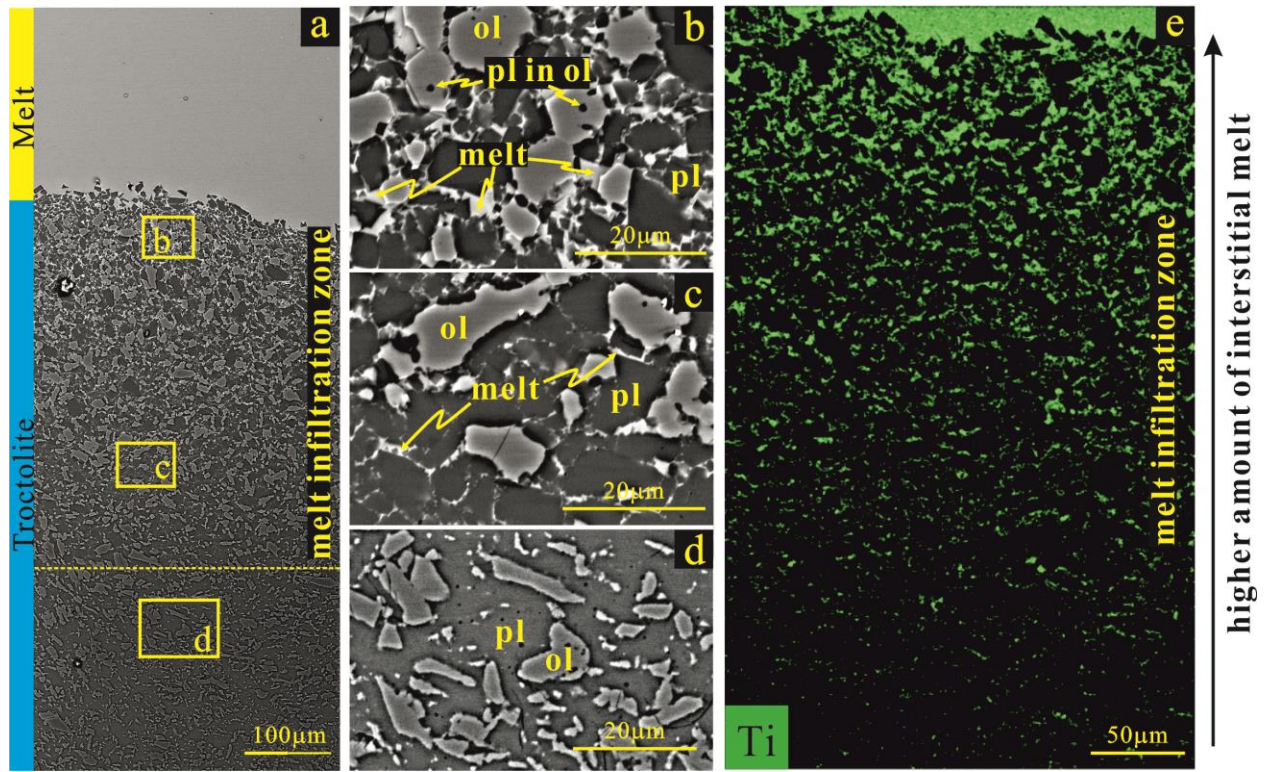 a
Melt
Troctolite
b
c
d
melt infiltration zone
100μm
b
ol
pl in ol
melt
pl
20μm
c
ol
melt
pl
20μm
d
pl
ol
20μm
e
melt infiltration zone
Ti
50μm
higher amount of interstitial melt